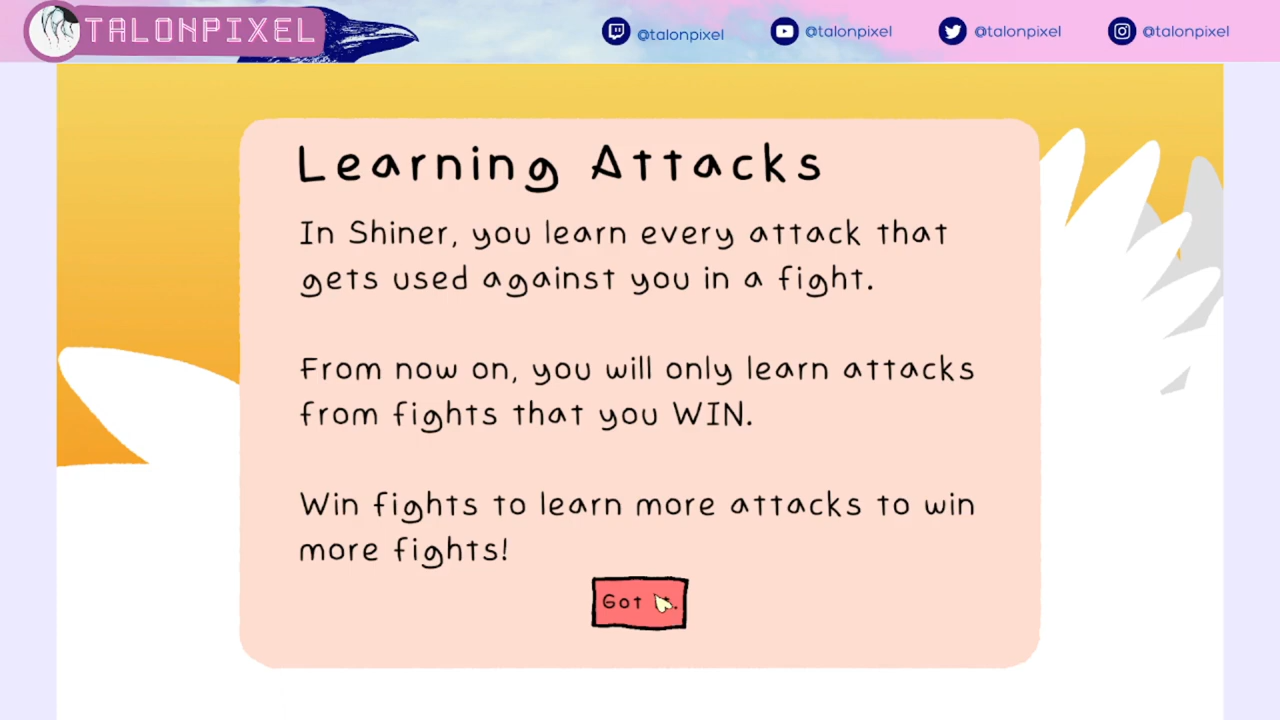 TALONPIXEL
@talonpixel
@talonpixel
@talonpixel
@talonpixel
Learning Attacks
In Shiner, you learn every attack that
gets used against you in a fight.
From now on, you will only learn attacks
from fights that you WIN.
Win fights to learn more attacks to win
more fights!
Got